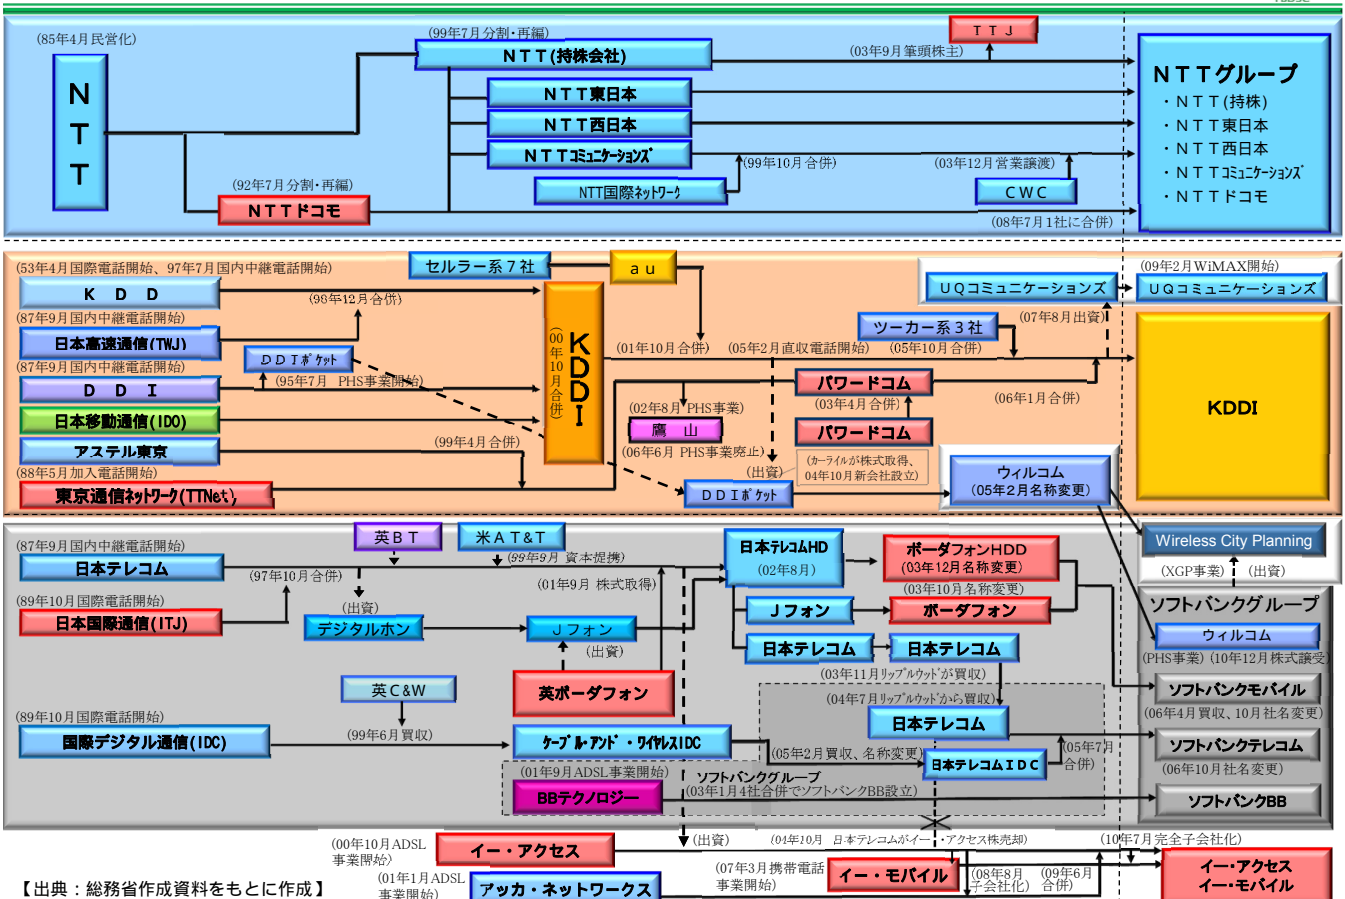 (85年4月民営化)
NTT
(99年7月分割・再編)
NTT(持株会社)
(03年9月筆頭株主)
TTJ
NTT東日本
NTT西日本
NTTコミュニケーションズ
(99年10月合併)
(03年12月営業譲渡)
NTT国際ネットワーク
CWC
(92年7月分割・再編)
NTTドコモ
(08年7月1社に合併)
NTTグループ
・NTT(持株)
・NTT東日本
・NTT西日本
・NTTコミュニケーションズ
・NTTドコモ
(53年4月国際電話開始、97年7月国内中継電話開始)
KDD
(98年12月合併)
(87年9月国内中継電話開始)
日本高速通信(TWJ)
DDIポケット
(87年9月国内中継電話開始)
(95年7月 PHS事業開始)
DDI
日本移動通信(IDO)
アステル東京
(99年4月合併)
(88年5月加入電話開始)
東京通信ネットワーク(TTNet)
セルラー系7社
au
KDDI
(00年10月合併)
(01年10月合併)
(05年2月直収電話開始)
(05年10月合併)
ツーカー系3社
(07年8月出資)
UQコミュニケーションズ
(09年2月WiMAX開始)
UQコミュニケーションズ
パワードコム
(03年4月合併)
パワードコム
(06年1月合併)
(02年8月 PHS事業)
鷹山
(06年6月 PHS事業廃止)
(出資)
(カーライルが株式取得、
04年10月新会社設立)
DDIポケット
ウィルコム
(05年2月名称変更)
KDDI
(87年9月国内中継電話開始)
日本テレコム
(97年10月合併)
(89年10月国際電話開始)
日本国際通信(ITJ)
英BT
米AT&T
(99年9月 資本提携)
(01年9月 株式取得)
(出資)
デジタルホン
Jフォン
(出資)
英ボーダフォン
英C&W
(89年10月国際電話開始)
国際デジタル通信(IDC)
(99年6月買収)
ケーブル・アンド・ワイヤレスIDC
日本テレコムHD
(02年8月)
ボーダフォンHDD
(03年12月名称変更)
(03年10月名称変更)
Jフォン
ボーダフォン
日本テレコム
日本テレコム
(03年11月リップルウッドが買収)
(04年7月リップルウッドから買収)
日本テレコム
(05年2月買収、名称変更)
日本テレコムIDC
(05年7月
合併)
(01年9月ADSL事業開始)
ソフトバンクグループ
BBテクノロジー
(03年1月4社合併でソフトバンクBB設立)
Wireless City Planning
(XGP事業)
(出資)
ソフトバンクグループ
ウィルコム
(PHS事業)
(10年12月株式譲受)
ソフトバンクモバイル
(06年4月買収、10月社名変更)
ソフトバンクテレコム
(06年10月社名変更)
ソフトバンクBB
(00年10月ADSL
事業開始)
イー・アクセス
(出資)
(04年10月 日本テレコムがイー・アクセス株売却)
(10年7月完全子会社化)
(01年1月ADSL
事業開始)
アッカ・ネットワークス
(07年3月携帯電話
事業開始)
イー・モバイル
(08年8月
子会社化)
(09年6月
合併)
イー・アクセス
イー・モバイル
【出典：総務省作成資料をもとに作成】